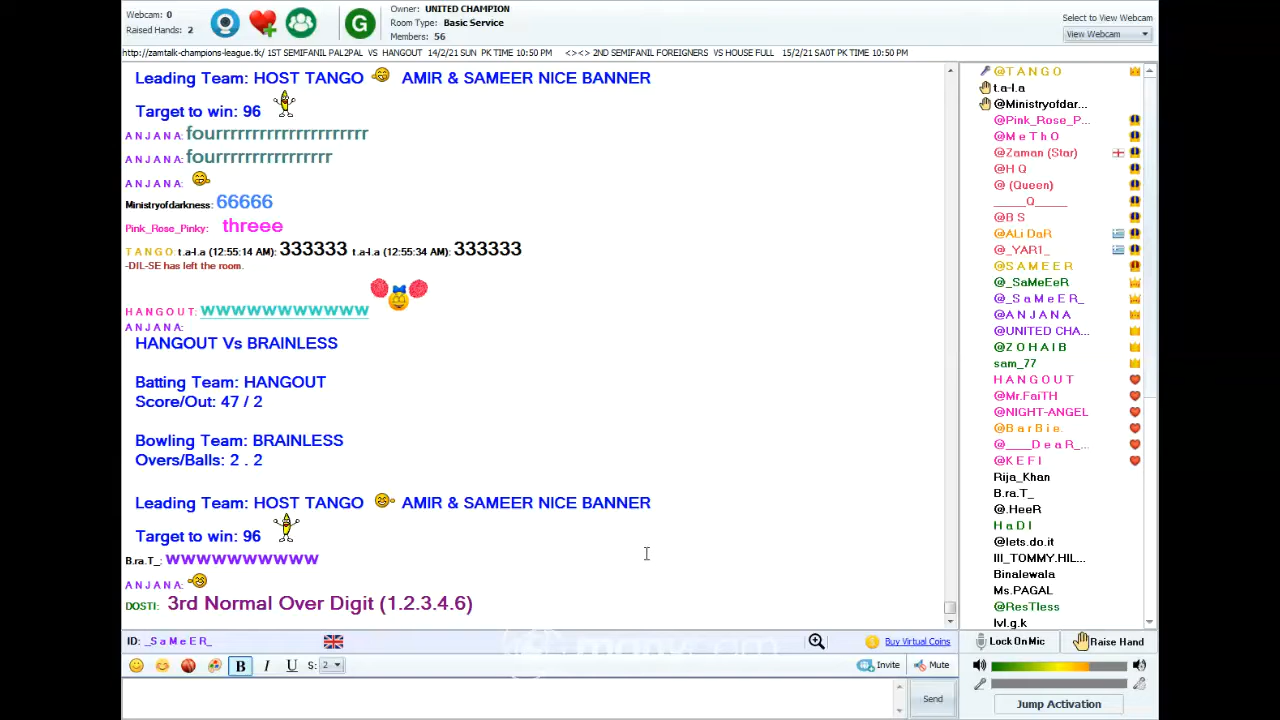 Webcam: 0
Raised Hands: 2
G
Owner: UNITED CHAMPION
Room Type: Basic Service
Members: 56
Select to View Webcam
View Webcam
http://zamtalk-champions-league.tk/ 1ST SEMIFANIL PAL2PAL VS HANGOUT 14/2/21 SUN PK TIME 10:50 PM <><> 2ND SEMIFANIL FOREIGNERS VS HOUSE FULL 15/2/21 SA0T PK TIME 10:50 PM
Leading Team: HOST TANGO AMIR & SAMEER NICE BANNER
Target to win: 96
A N J A N A: fourrrrrrrrrrrrrrrrrrrrr
A N J A N A: fourrrrrrrrrrrrrrrrr
A N J A N A:
Ministryofdarkness: 66666
Pink_Rose_Pinky: threee
T A N G O: t.a-l.a (12:55:14 AM): 333333 t.a-l.a (12:55:34 AM): 333333
-DIL-SE has left the room.
H A N G O U T: wwwwwwwwwww
A N J A N A:
HANGOUT Vs BRAINLESS
Batting Team: HANGOUT
Score/Out: 47 / 2
Bowling Team: BRAINLESS
Overs/Balls: 2 . 2
Leading Team: HOST TANGO AMIR & SAMEER NICE BANNER
Target to win: 96
B.ra.T_: wwwwwwwwww
A N J A N A:
DOSTI: 3rd Normal Over Digit (1.2.3.4.6)
@T A N G O
t.a-l.a
@Ministryofdar...
@Pink_Rose_P...
@M e T h O
@Zaman (Star)
@H Q
@ (Queen)
_____Q_____
@B S
@ALi DaR
@_YAR1_
@S A M E E R
@_SaMeEeR
@_S a M e E R_
@A N J A N A
@UNITED CHA...
@Z O H A I B
sam_77
H A N G O U T
@Mr.FaiTH
@NIGHT-ANGEL
@B a r B i e.
@____D e a R_...
@K E F I
Rija_Khan
B.ra.T_
@.HeeR
H a D I
@lets.do.it
III_TOMMY.HIL...
Binalewala
Ms.PAGAL
@ResTless
lvl.g.k
ID: _S a M e E R_
Buy Virtual Coins
Lock On Mic
Raise Hand
B I U S: 2
Invite
Mute
Send
Jump Activation